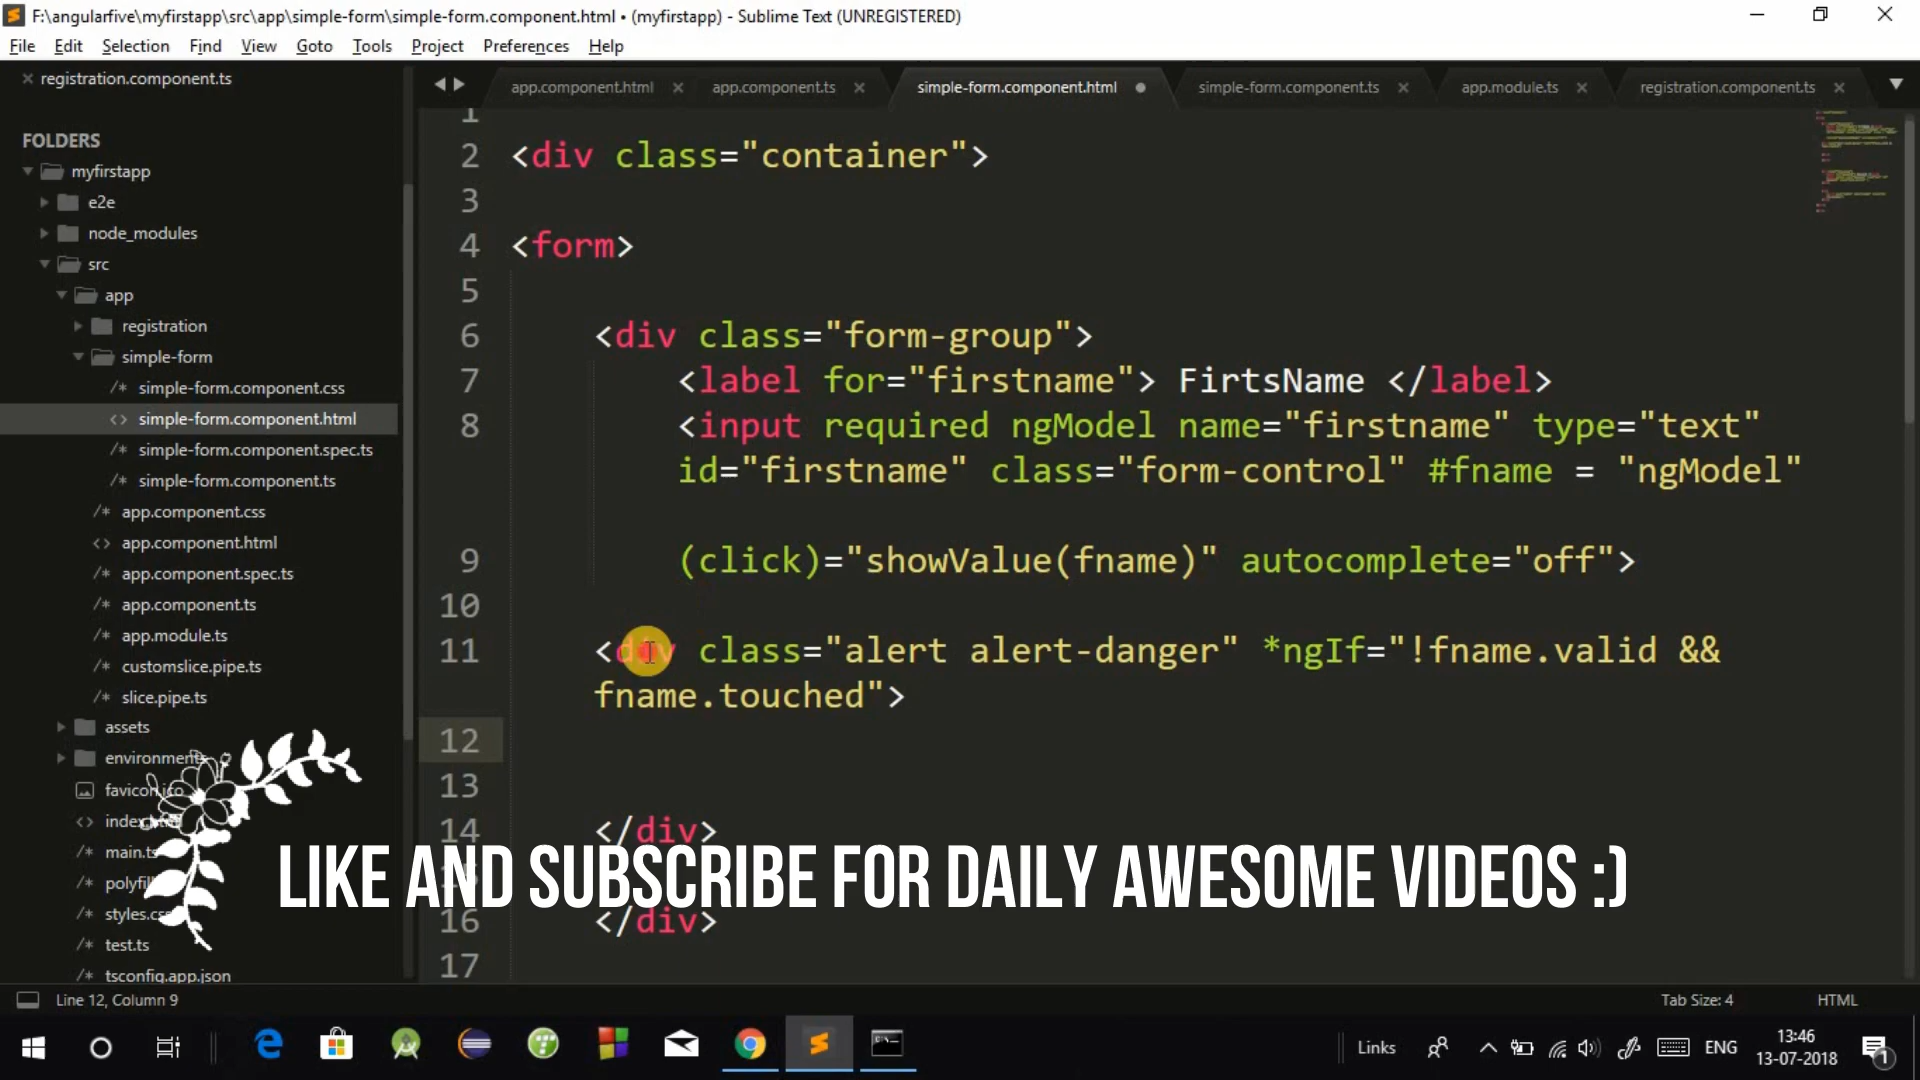 F:\angularfive\myfirstapp\src\app\simple-form\simple-form.component.html • (myfirstapp) - Sublime Text (UNREGISTERED)
File Edit Selection Find View Goto Tools Project Preferences Help
registration.component.ts
FOLDERS
myfirstapp
e2e
node_modules
src
app
registration
simple-form
simple-form.component.css
simple-form.component.html
simple-form.component.spec.ts
simple-form.component.ts
app.component.css
app.component.html
app.component.spec.ts
app.component.ts
app.module.ts
customslice.pipe.ts
slice.pipe.ts
assets
environments
favicon.ico
main.ts
test.ts
tsconfig.app.json
app.component.html app.component.ts simple-form.component.html simple-form.component.ts app.module.ts registration.component.ts
1
2 <div class="container">
3
4 <form>
5
6 <div class="form-group">
7 <label for="firstname"> FirtsName </label>
8 <input required ngModel name="firstname" type="text"
id="firstname" class="form-control" #fname = "ngModel"
9 (click)="showValue(fname)" autocomplete="off">
10
11 <div class="alert alert-danger" *ngIf="!fname.valid &&
fname.touched">
12
13
14 </div>
16 </div>
17
LIKE AND SUBSCRIBE FOR DAILY AWESOME VIDEOS :)
Line 12, Column 9
Tab Size: 4 HTML
Links ENG 13:46
13-07-2018
1